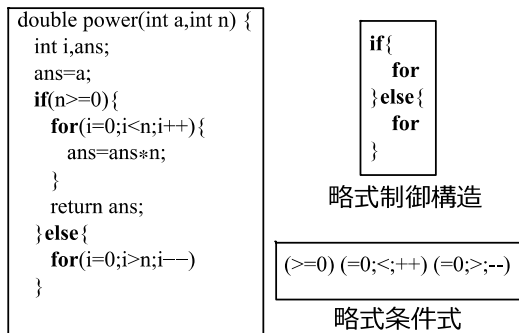 double power(int a,int n) {
int i,ans;
ans=a;
if(n>=0){
for(i=0;i<n;i++){
ans=ans*n;
}
return ans;
}else{
for(i=0;i>n;i−−)
}
if{
for
}else{
for
}
略式制御構造
(>=0) (=0;<;++) (=0;>;--)
略式条件式